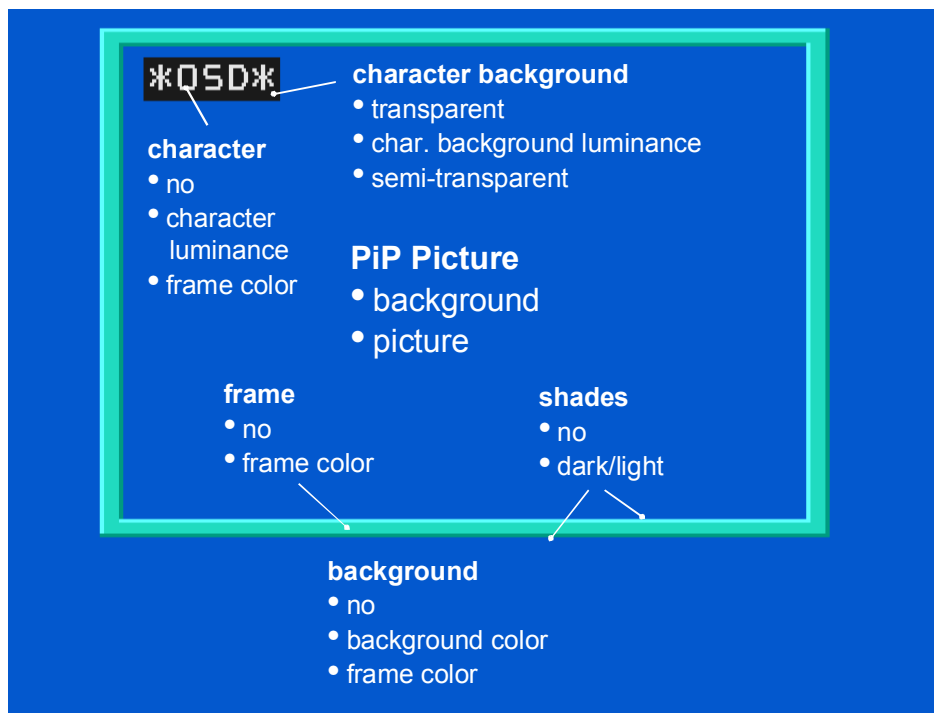 *OSD*
character background
• transparent
• char. background luminance
• semi-transparent
character
• no
• character
luminance
• frame color
PiP Picture
• background
• picture
frame
• no
• frame color
shades
• no
• dark/light
background
• no
• background color
• frame color